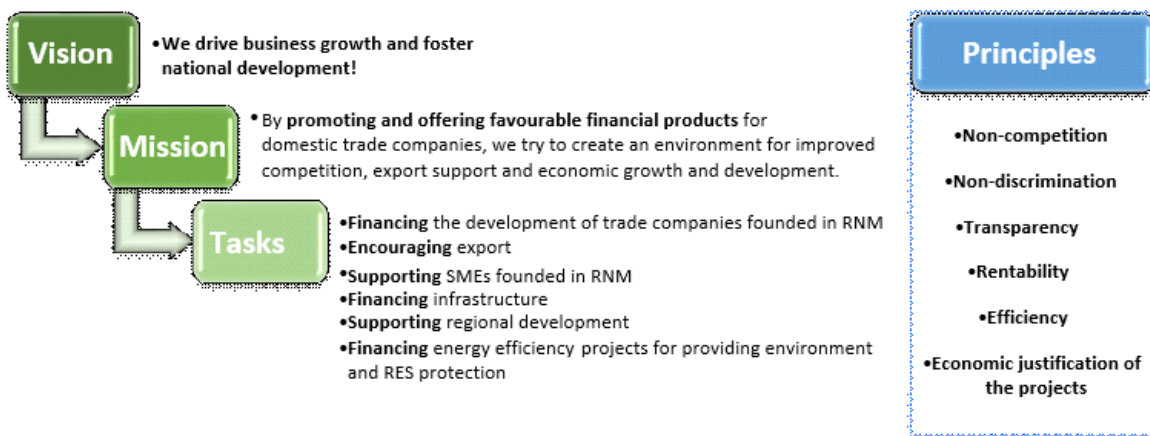 Vision
•We drive business growth and foster
national development!
Mission
•By promoting and offering favourable financial products for
domestic trade companies, we try to create an environment for improved
competition, export support and economic growth and development.
Tasks
•Financing the development of trade companies founded in RNM
•Encouraging export
•Supporting SMEs founded in RNM
•Financing infrastructure
•Supporting regional development
•Financing energy efficiency projects for providing environment
and RES protection
Principles
•Non-competition
•Non-discrimination
•Transparency
•Rentability
•Efficiency
•Economic justification of
the projects